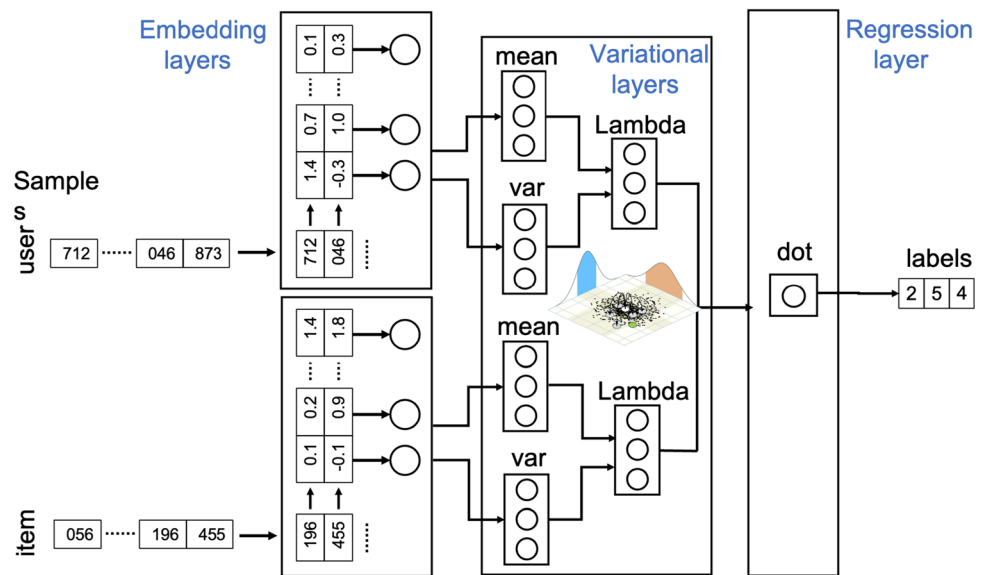 Embedding
layers
Variational
layers
Regression
layer
Sample
s
user
712 ...... 046 873
0.1 0.3
...... ......
0.7 1.0
1.4 -0.3
712 046 ......
mean
var
Lambda
dot
labels
2 5 4
item
056 ...... 196 455
1.4 1.8
...... ......
0.2 0.9
0.1 -0.1
196 455 ......
mean
var
Lambda